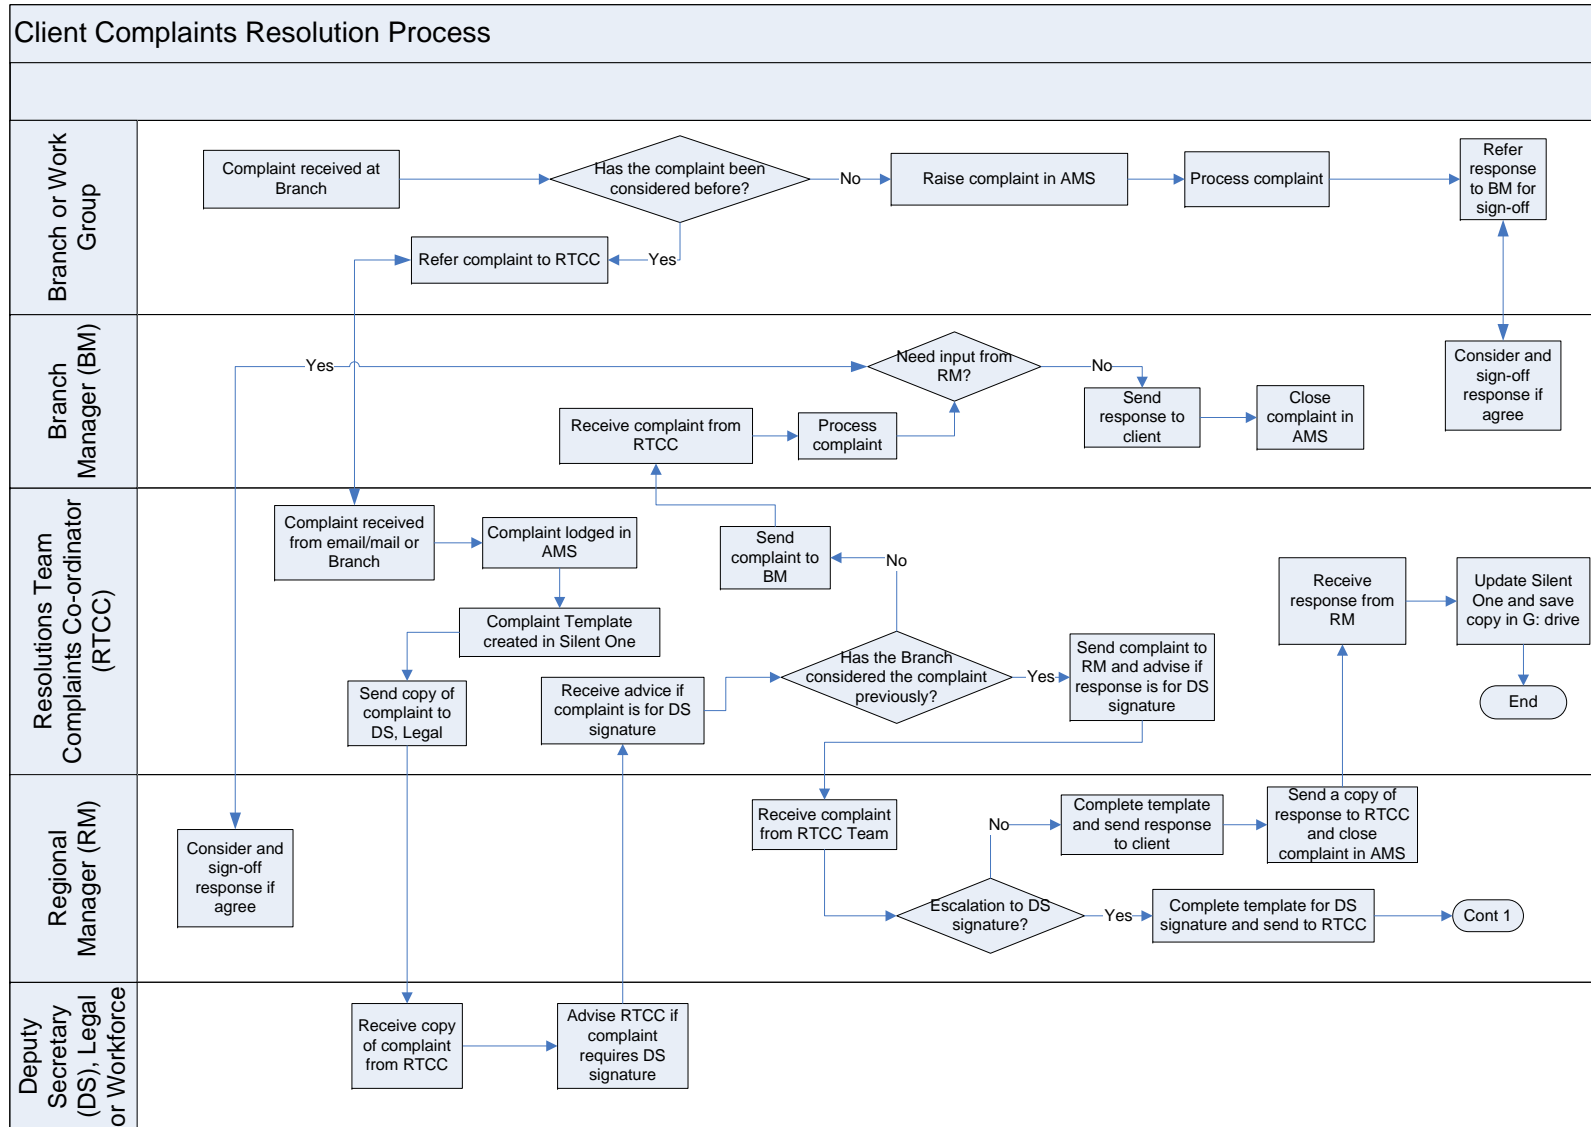 Client Complaints Resolution Process
Branch or Work
Group
Complaint received at
Branch
Has the complaint been
considered before?
No
Raise complaint in AMS
Process complaint
Refer
response
to BM for
sign-off
Refer complaint to RTCC
Yes
Branch
Manager (BM)
Yes
Need input from
RM?
No
Send
response to
client
Close
complaint in
AMS
Consider and
sign-off
response if
agree
Receive complaint from
RTCC
Process
complaint
Resolutions Team
Complaints Co-ordinator
(RTCC)
Complaint received
from email/mail or
Branch
Complaint lodged in
AMS
Complaint Template
created in Silent One
Send copy of
complaint to
DS, Legal
Receive advice if
complaint is for DS
signature
Send
complaint to
BM
No
Has the Branch
considered the complaint
previously?
Yes
Send complaint to
RM and advise if
response is for DS
signature
Receive
response from
RM
Update Silent
One and save
copy in G: drive
End
Regional
Manager (RM)
Consider and
sign-off
response if
agree
Receive complaint
from RTCC Team
No
Complete template
and send response
to client
Send a copy of
response to RTCC
and close
complaint in AMS
Escalation to DS
signature?
Yes
Complete template for DS
signature and send to RTCC
Cont 1
Deputy
Secretary
(DS), Legal
or Workforce
Receive copy
of complaint
from RTCC
Advise RTCC if
complaint
requires DS
signature